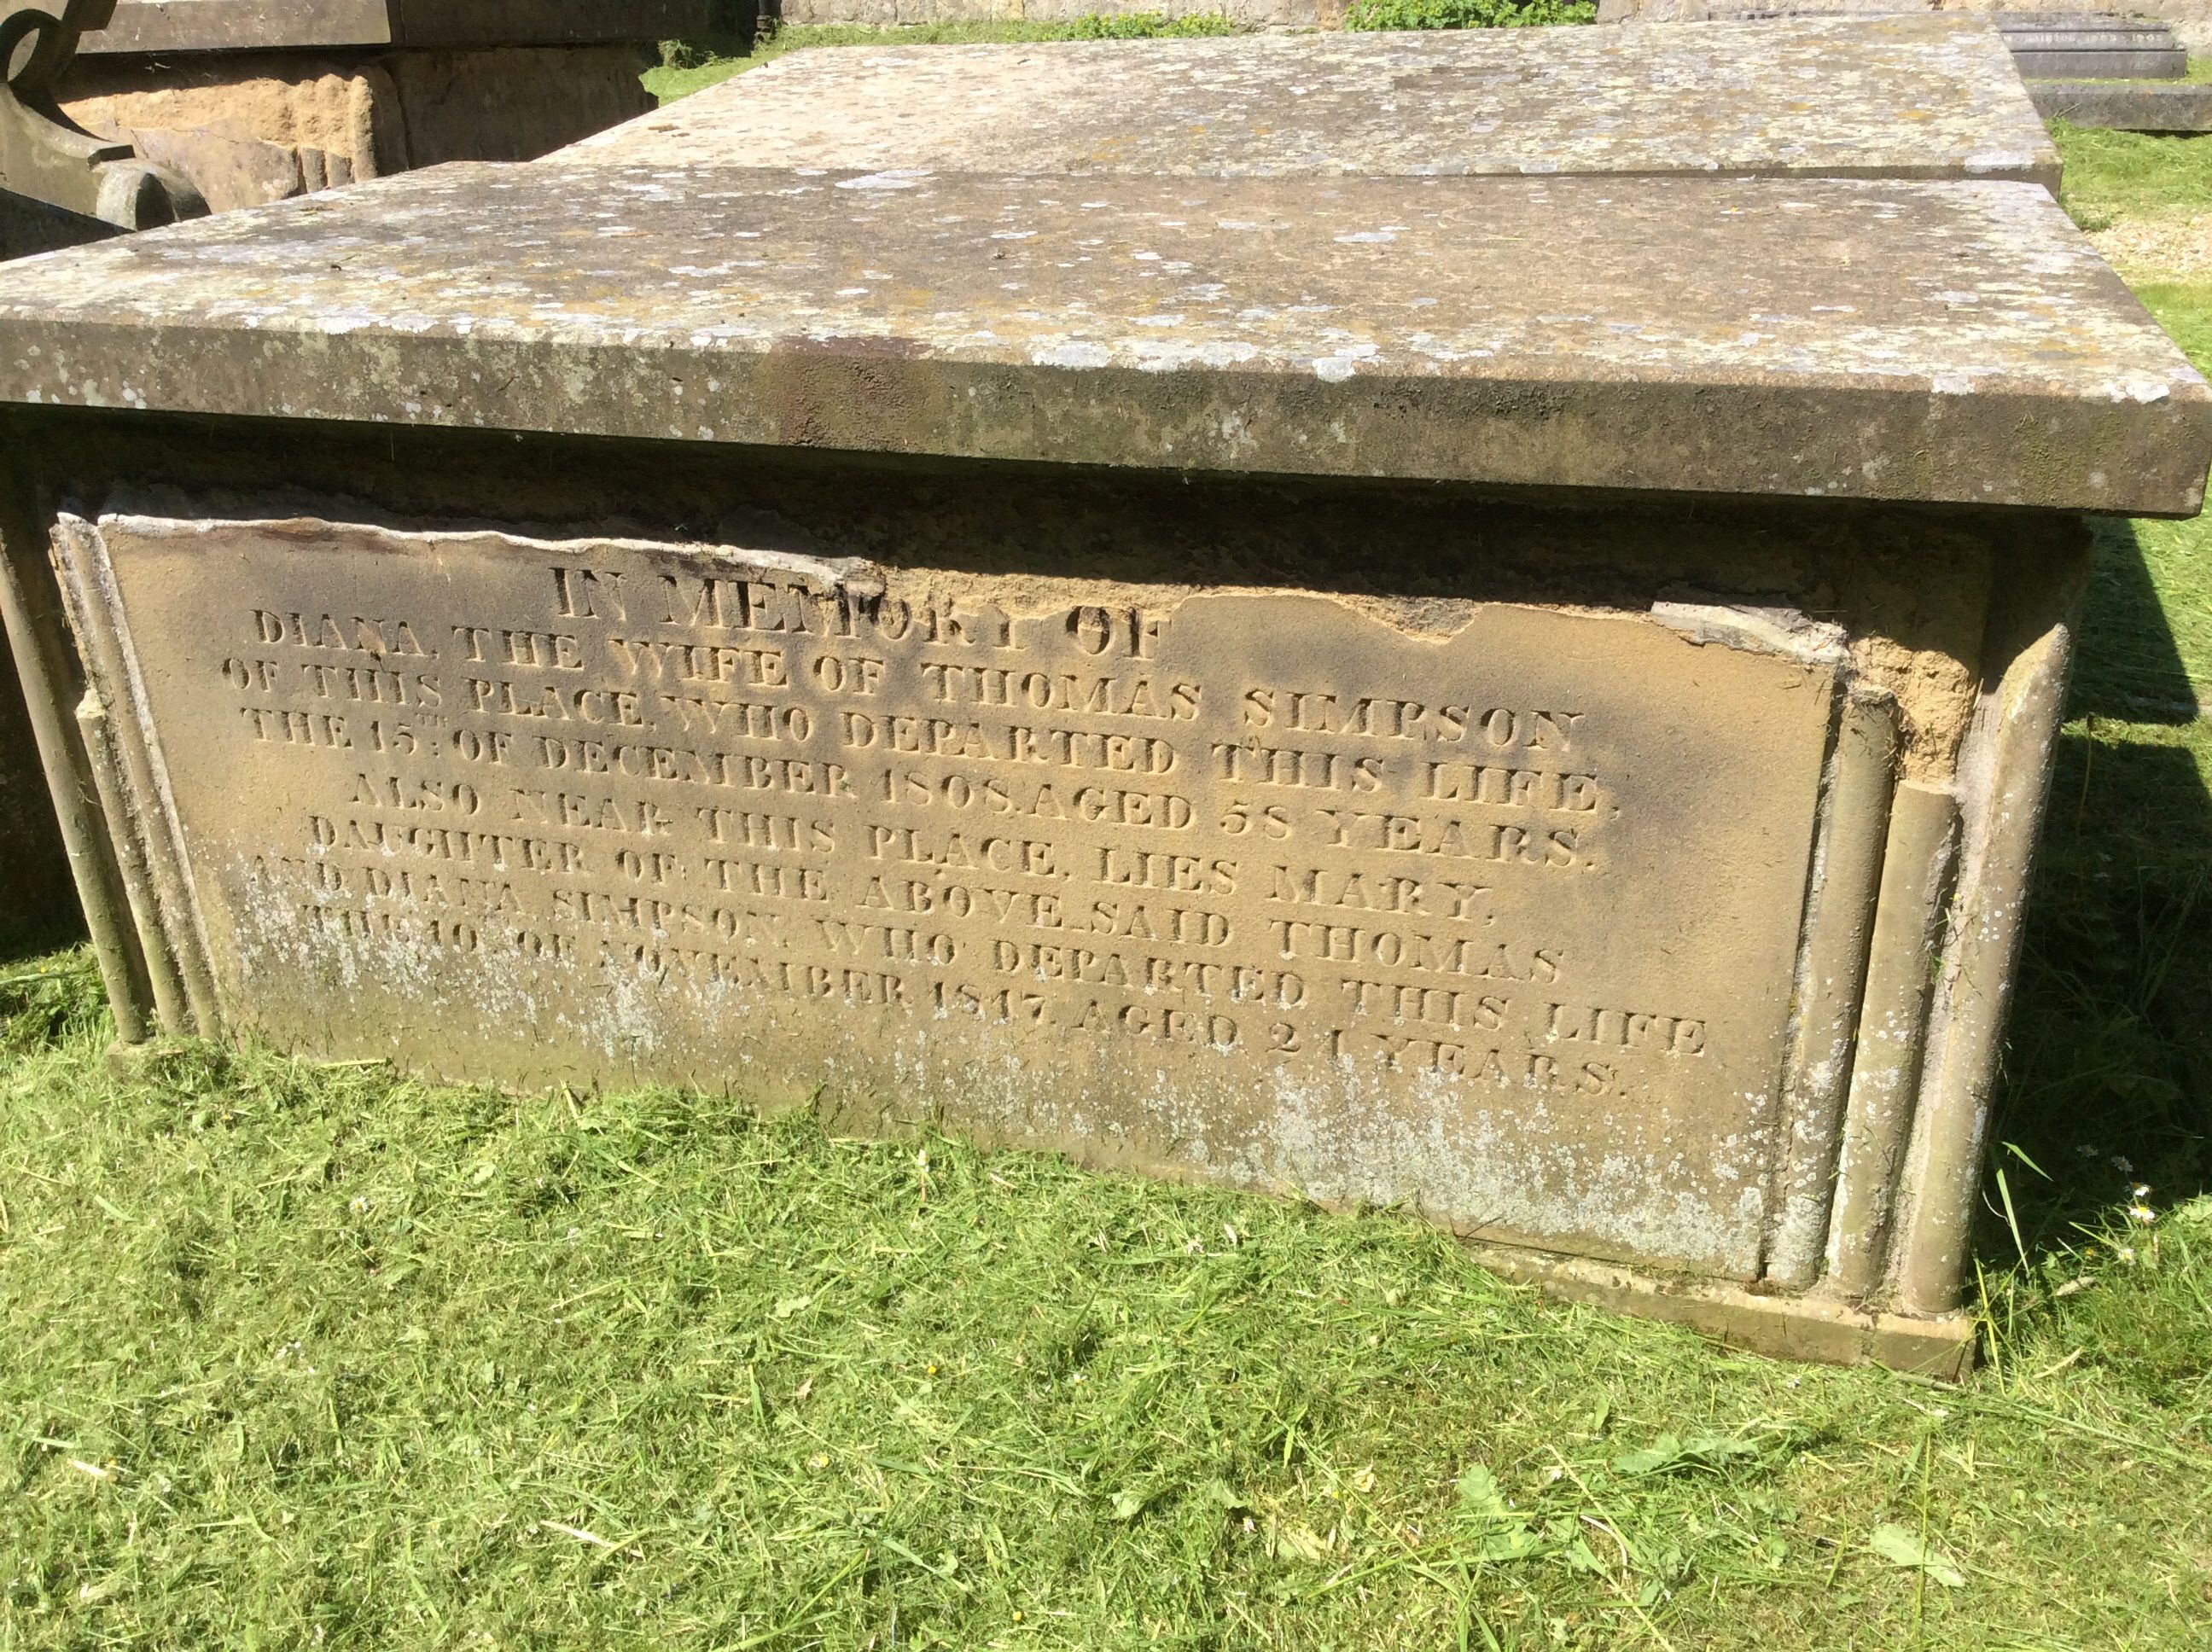 IN MEMORY OF
DIANA, THE WIFE OF THOMAS SIMPSON
OF THIS PLACE, WHO DEPARTED THIS LIFE,
THE 15TH: OF DECEMBER 1808, AGED 58 YEARS.
ALSO NEAR THIS PLACE, LIES MARY,
DAUGHTER OF THE ABOVE SAID THOMAS
AND DIANA SIMPSON, WHO DEPARTED THIS LIFE
THE OF NOVEMBER AGED YEARS.